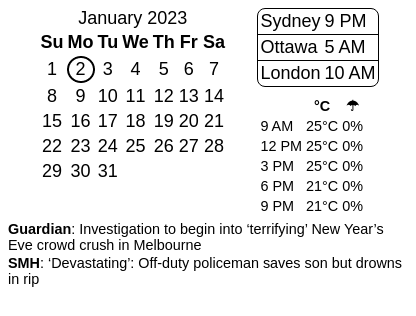 January 2023
Su Mo Tu We Th Fr Sa
1 2 3 4 5 6 7
8 9 10 11 12 13 14
15 16 17 18 19 20 21
22 23 24 25 26 27 28
29 30 31
Sydney 9 PM
Ottawa 5 AM
London 10 AM
°C ☂
9 AM 25°C 0%
12 PM 25°C 0%
3 PM 25°C 0%
6 PM 21°C 0%
9 PM 21°C 0%
Guardian: Investigation to begin into ‘terrifying’ New Year’s
Eve crowd crush in Melbourne
SMH: ‘Devastating’: Off-duty policeman saves son but drowns
in rip